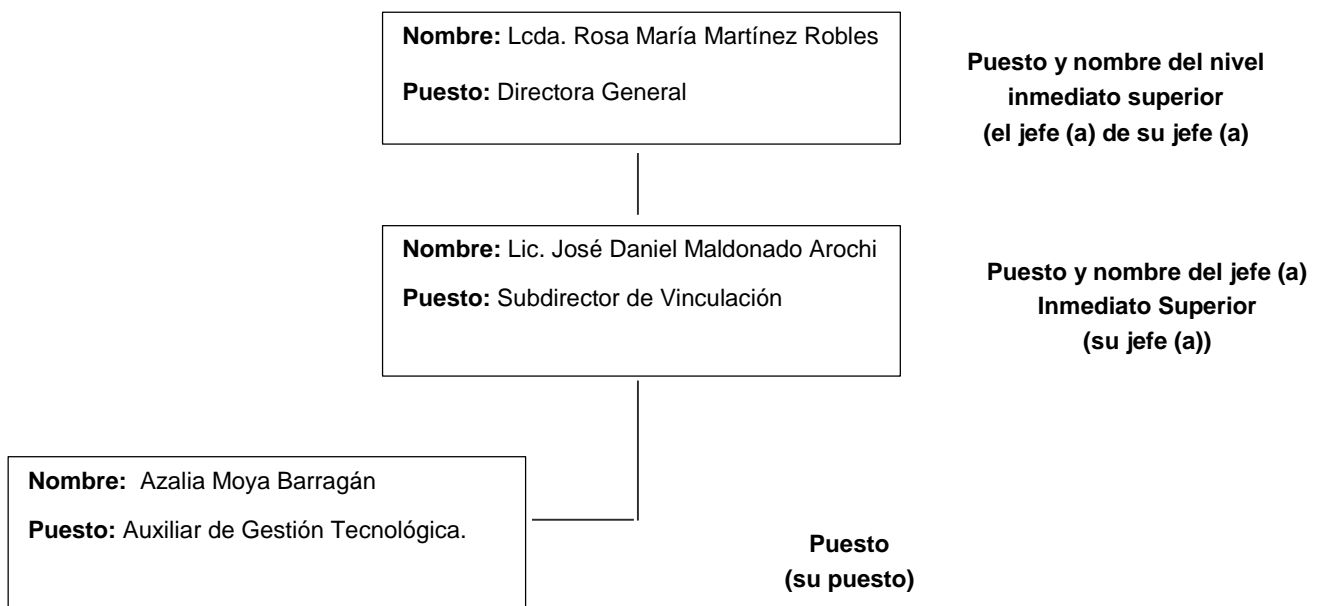 Nombre: Lcda. Rosa María Martínez Robles
Puesto: Directora General
Puesto y nombre del nivel
inmediato superior
(el jefe (a) de su jefe (a)
Nombre: Lic. José Daniel Maldonado Arochi
Puesto: Subdirector de Vinculación
Puesto y nombre del jefe (a)
Inmediato Superior
(su jefe (a))
Nombre: Azalia Moya Barragán
Puesto: Auxiliar de Gestión Tecnológica.
Puesto
(su puesto)